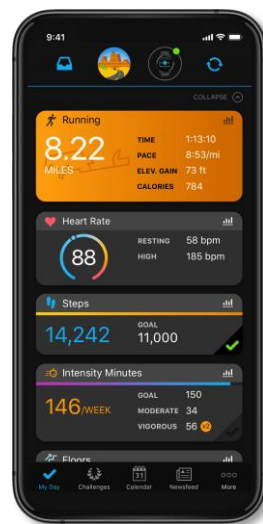 9:41
COLLAPSE
Running
8.22
MILES
TIME 1:13:10
PACE 8:53/mi
ELEV. GAIN 73 ft
CALORIES 784
Heart Rate
88
RESTING 58 bpm
HIGH 185 bpm
Steps
14,242
GOAL
11,000
Intensity Minutes
146/WEEK
GOAL 150
MODERATE 34
VIGOROUS 56 x2
Floors
31
My Day Challenges Calendar Newsfeed More